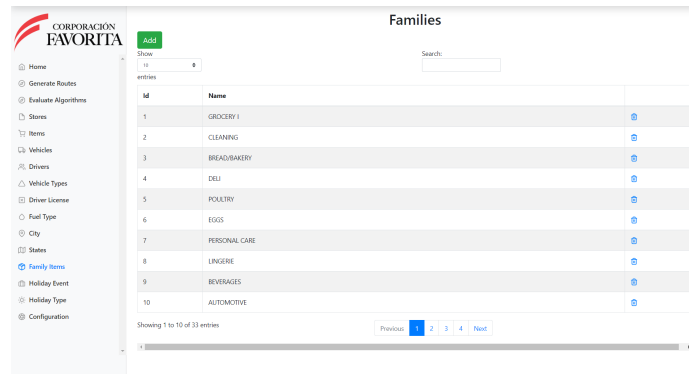 CORPORACIÓN
FAVORITA
Home
Generate Routes
Evaluate Algorithms
Stores
Items
Vehicles
Drivers
Vehicle Types
Driver License
Fuel Type
City
States
Family Items
Holiday Event
Holiday Type
Configuration
Families
Add
Show
10
entries
Search:
Id Name
1 GROCERY I
2 CLEANING
3 BREAD/BAKERY
4 DELI
5 POULTRY
6 EGGS
7 PERSONAL CARE
8 LINGERIE
9 BEVERAGES
10 AUTOMOTIVE
Showing 1 to 10 of 33 entries
Previous 1 2 3 4 Next